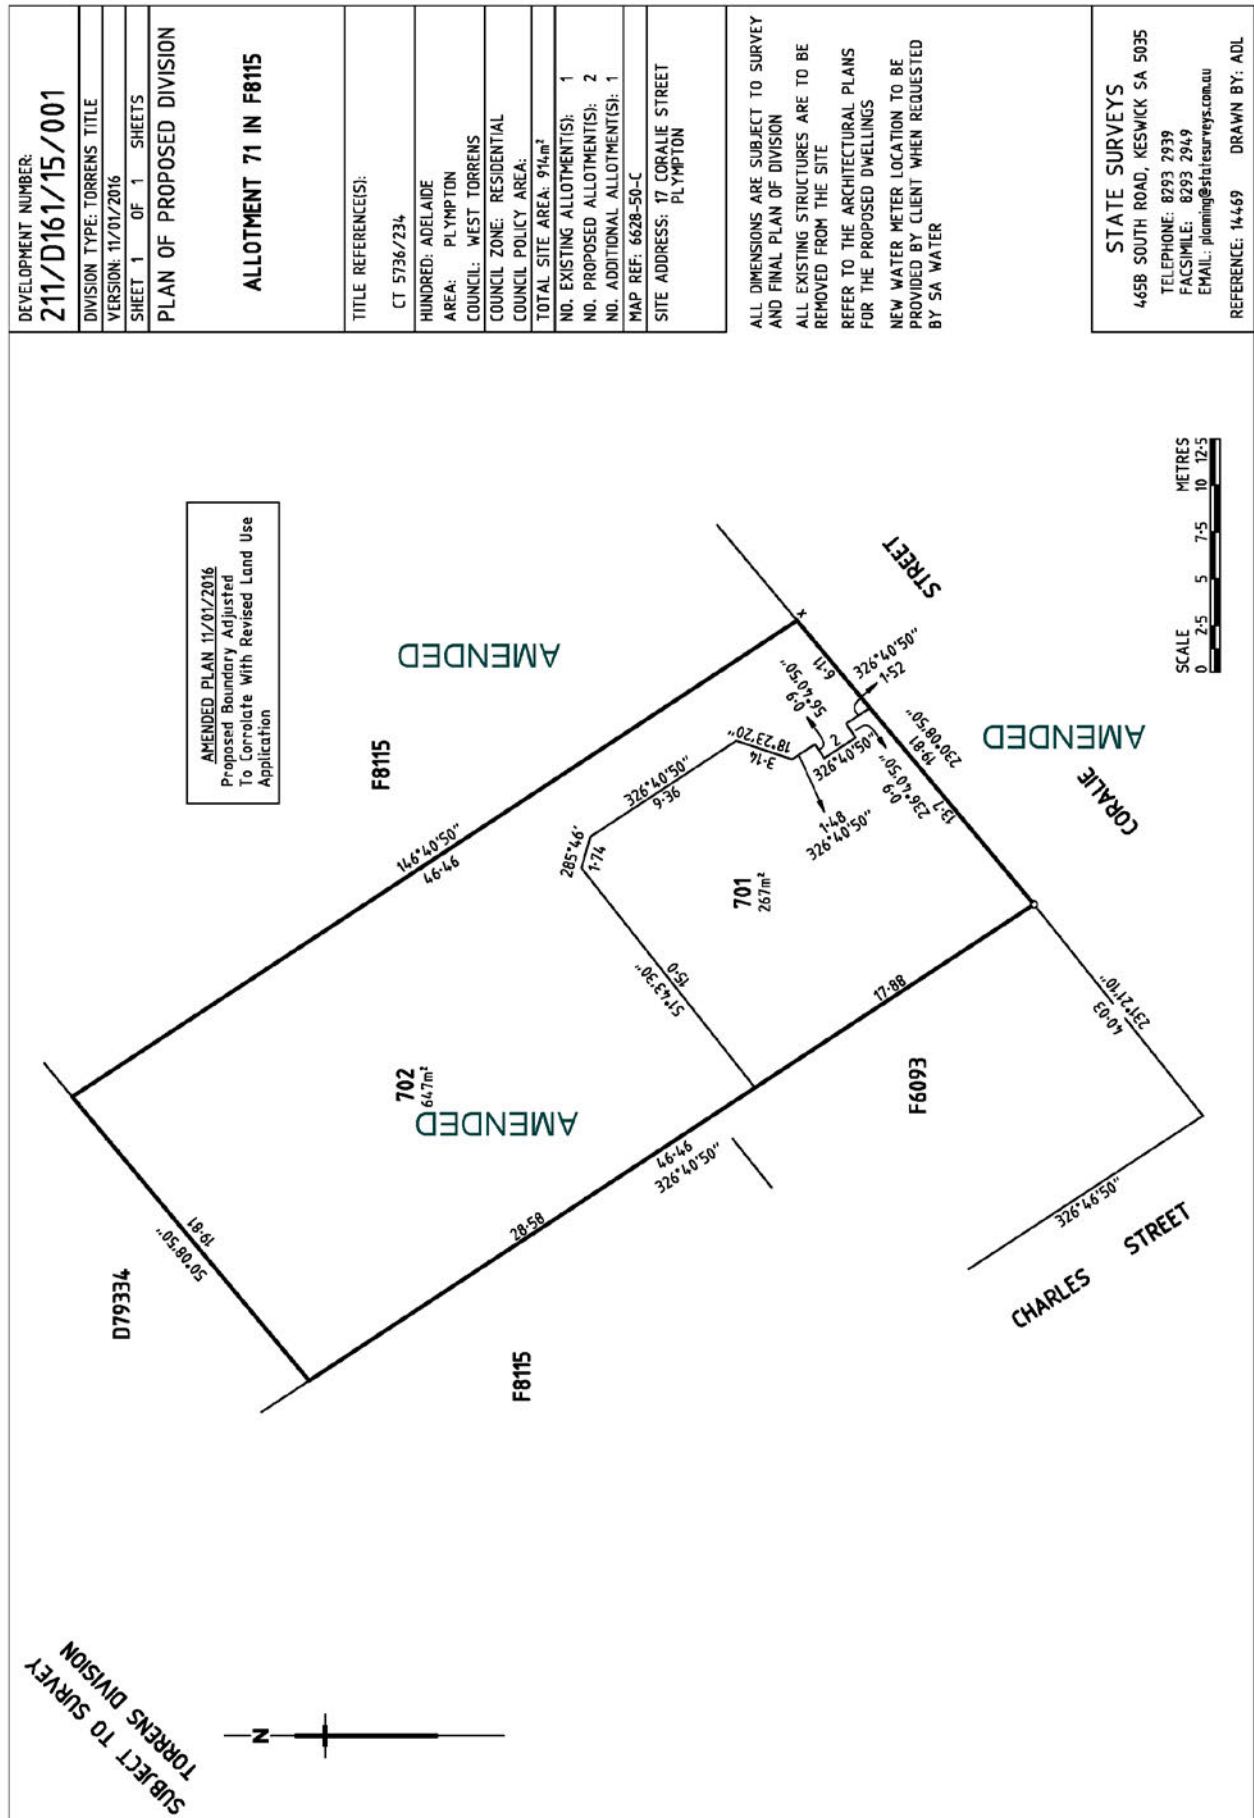 DEVELOPMENT NUMBER:
211/D161/15/001
DIVISION TYPE: TORRENS TITLE
VERSION: 11/01/2016
SHEET 1 OF 1 SHEETS
PLAN OF PROPOSED DIVISION
ALLOTMENT 71 IN F8115
TITLE REFERENCE(S):
CT 5736/234
HUNDRED: ADELAIDE
AREA: PLYMPTON
COUNCIL: WEST TORRENS
COUNCIL ZONE: RESIDENTIAL
COUNCIL POLICY AREA:
TOTAL SITE AREA: 914m²
NO. EXISTING ALLOTMENT(S): 1
NO. PROPOSED ALLOTMENT(S): 2
NO. ADDITIONAL ALLOTMENT(S): 1
MAP REF: 6628-50-C
SITE ADDRESS: 17 CORALIE STREET
PLYMPTON
ALL DIMENSIONS ARE SUBJECT TO SURVEY
AND FINAL PLAN OF DIVISION
ALL EXISTING STRUCTURES ARE TO BE
REMOVED FROM THE SITE
REFER TO THE ARCHITECTURAL PLANS
FOR THE PROPOSED DWELLINGS
NEW WATER METER LOCATION TO BE
PROVIDED BY CLIENT WHEN REQUESTED
BY SA WATER
STATE SURVEYS
465B SOUTH ROAD, KESWICK SA 5035
TELEPHONE: 8293 2939
FACSIMILE: 8293 2949
EMAIL: planning@statesurveys.com.au
REFERENCE: 14469 DRAWN BY: ADL
AMENDED PLAN 11/01/2016
Proposed Boundary Adjusted
To Correlate With Revised Land Use
Application
SUBJECT TO SURVEY
TORRENS DIVISION
N
D79334
50°08'50"
19·81
F8115
146°40'50"
46·46
AMENDED
702
647m²
AMENDED
28·58
46·46
326°40'50"
F8115
51°43'30"
15·0
285°46'
1·74
326°40'50"
9·36
18°23'20"
3·14
701
267m²
1·48
326°40'50"
0·9
56°40'50"
2
326°40'50"
0·9
236°40'50"
326°40'50"
1·52
6·11
19·81
230°08'50"
13·7
17·88
F6093
40·03
231°21'10"
326°46'50"
CHARLES STREET
CORALIE STREET
AMENDED
SCALE METRES
0 2·5 5 7·5 10 12·5